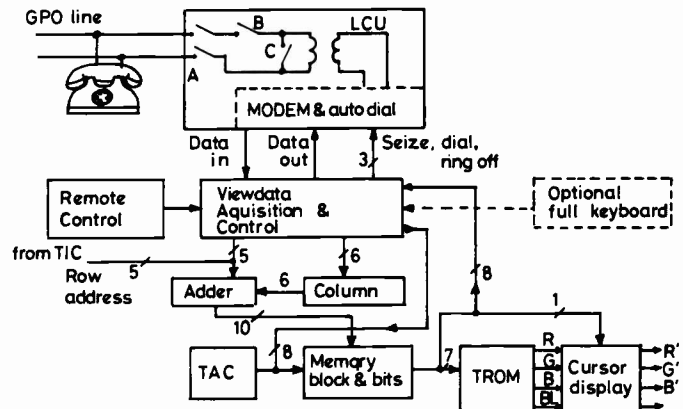 GPO line
B
LCU
C
A
MODEM & auto dial
Data in
Data out
3
Seize, dial, ring off
Remote Control
Viewdata Aquisition & Control
Optional full keyboard
from TIC
5
Row address
5
6
8
Adder
6
Column
10
8
1
TAC
Memory block & bits
7
TROM
R
G
B
BL
Cursor display
R'
G'
B'